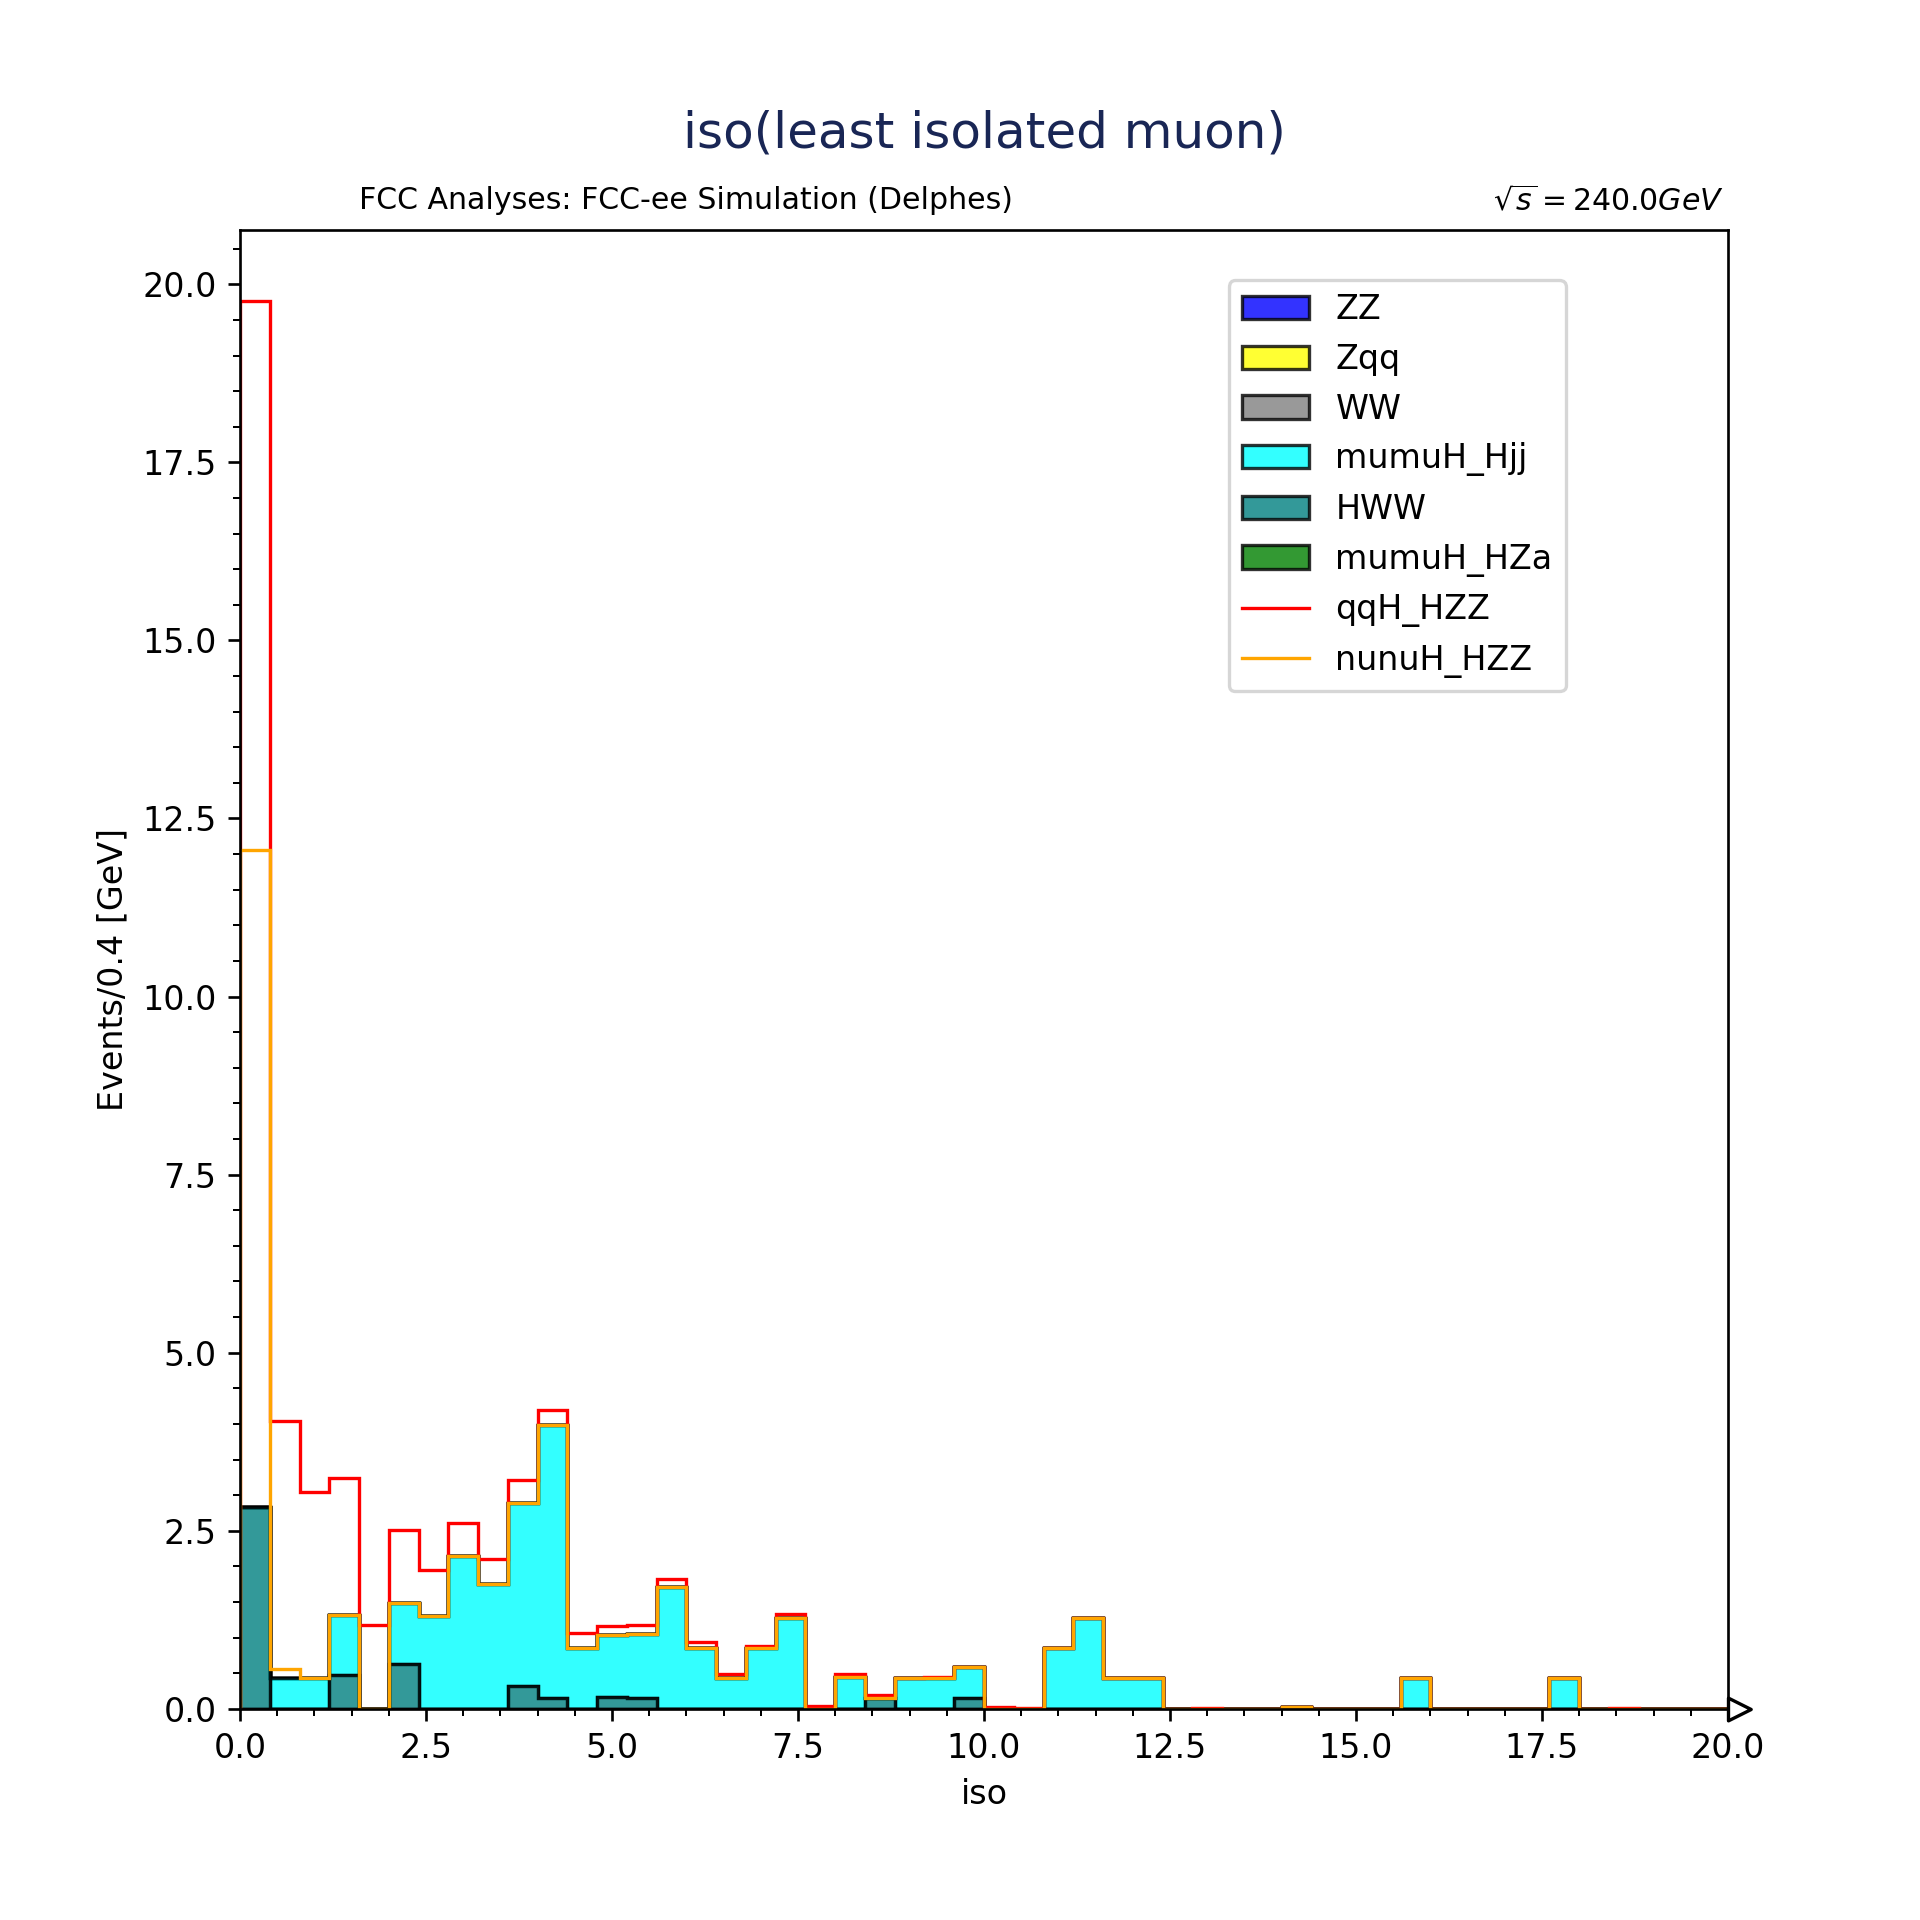 iso(least isolated muon)
FCC Analyses: FCC-ee Simulation (Delphes)
√s = 240.0GeV
ZZ
Zqq
WW
mumuH_Hjj
HWW
mumuH_HZa
qqH_HZZ
nunuH_HZZ
Events/0.4 [GeV]
20.0
17.5
15.0
12.5
10.0
7.5
5.0
2.5
0.0
0.0 2.5 5.0 7.5 10.0 12.5 15.0 17.5 20.0
iso